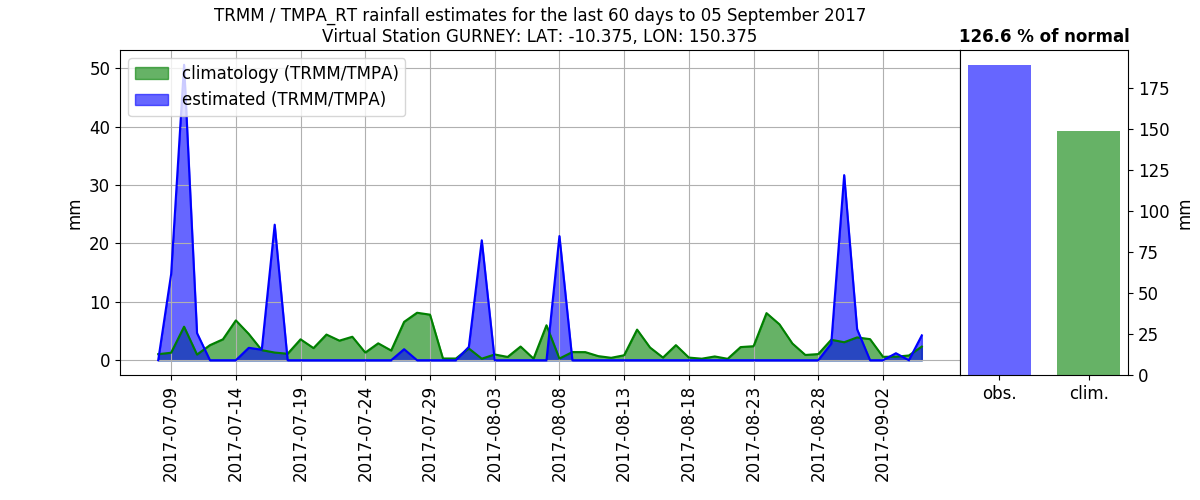 TRMM / TMPA_RT rainfall estimates for the last 60 days to 05 September 2017
Virtual Station GURNEY: LAT: -10.375, LON: 150.375
126.6 % of normal
climatology (TRMM/TMPA)
estimated (TRMM/TMPA)
50
40
30
20
10
0
mm
2017-07-09
2017-07-14
2017-07-19
2017-07-24
2017-07-29
2017-08-03
2017-08-08
2017-08-13
2017-08-18
2017-08-23
2017-08-28
2017-09-02
175
150
125
100
75
50
25
0
mm
obs.
clim.